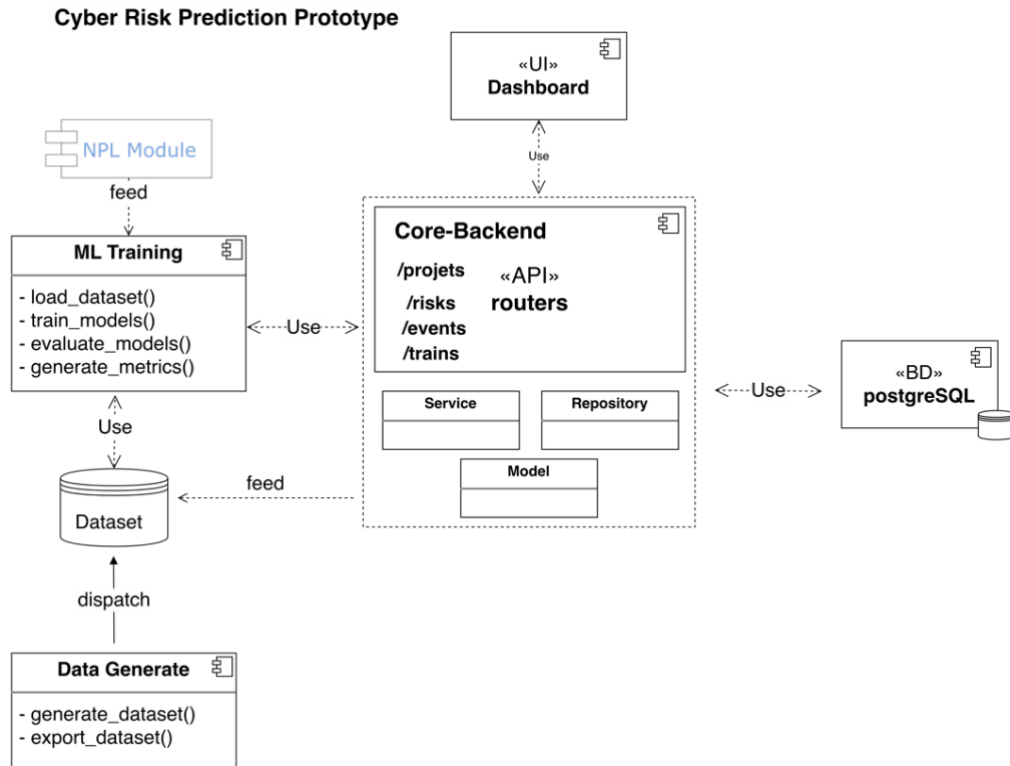 Cyber Risk Prediction Prototype
«UI»
Dashboard
Use
NPL Module
feed
ML Training
- load_dataset()
- train_models()
- evaluate_models()
- generate_metrics()
Use
Core-Backend
/projets
/risks
/events
/trains
«API»
routers
Service
Repository
Model
Use
«BD»
postgreSQL
Use
feed
Dataset
dispatch
Data Generate
- generate_dataset()
- export_dataset()